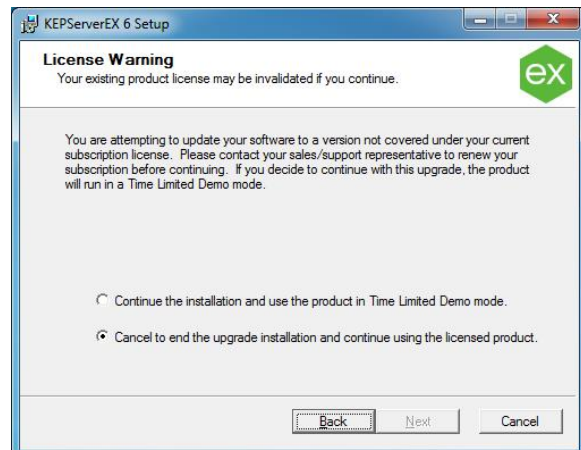 KEPServerEX 6 Setup
License Warning
Your existing product license may be invalidated if you continue.
ex
You are attempting to update your software to a version not covered under your current
subscription license. Please contact your sales/support representative to renew your
subscription before continuing. If you decide to continue with this upgrade, the product
will run in a Time Limited Demo mode.
Continue the installation and use the product in Time Limited Demo mode.
Cancel to end the upgrade installation and continue using the licensed product.
Back Next Cancel